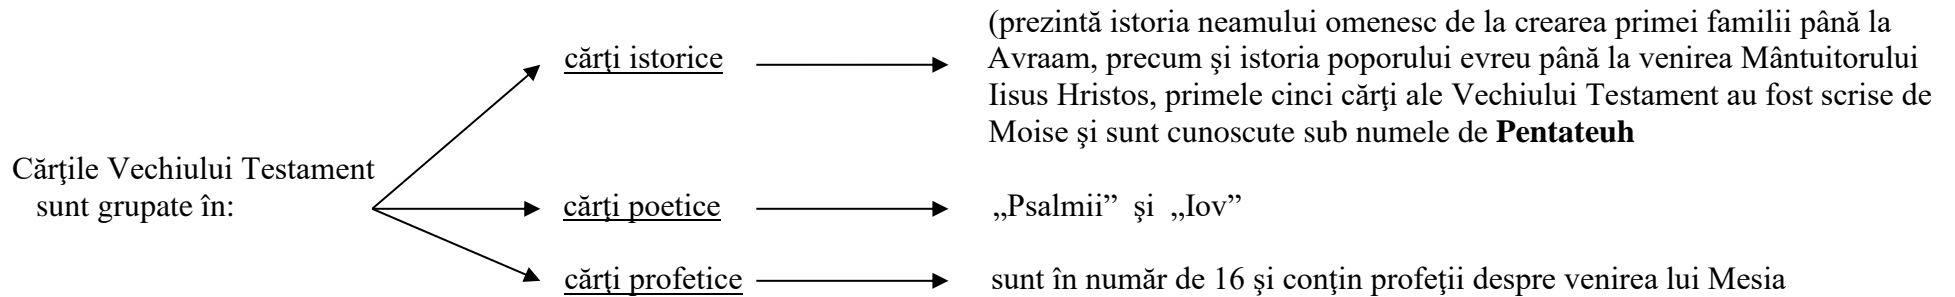 (prezintă istoria neamului omenesc de la crearea primei familii până la
cărţi istorice
Avraam, precum şi istoria poporului evreu până la venirea Mântuitorului
Iisus Hristos, primele cinci cărţi ale Vechiului Testament au fost scrise de
Moise şi sunt cunoscute sub numele de Pentateuh
Cărţile Vechiului Testament
sunt grupate în:
cărţi poetice
„Psalmii” şi „Iov”
cărţi profetice
sunt în număr de 16 şi conţin profeţii despre venirea lui Mesia